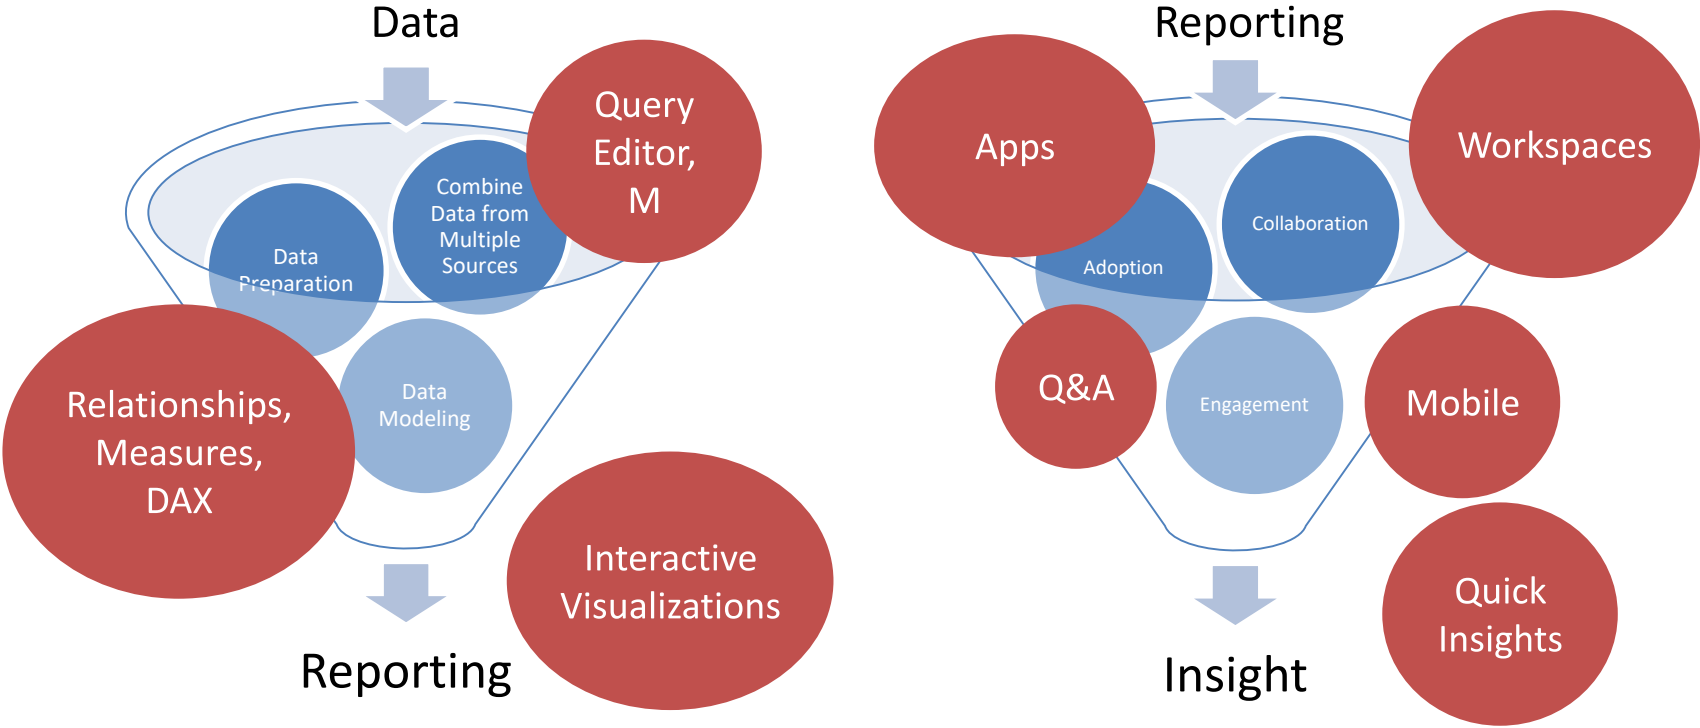 Data
Query
Editor,
M
Combine
Data from
Multiple
Sources
Data
Preparation
Relationships,
Measures,
DAX
Data
Modeling
Interactive
Visualizations
Reporting
Reporting
Apps
Workspaces
Collaboration
Adoption
Q&A
Engagement
Mobile
Quick
Insights
Insight